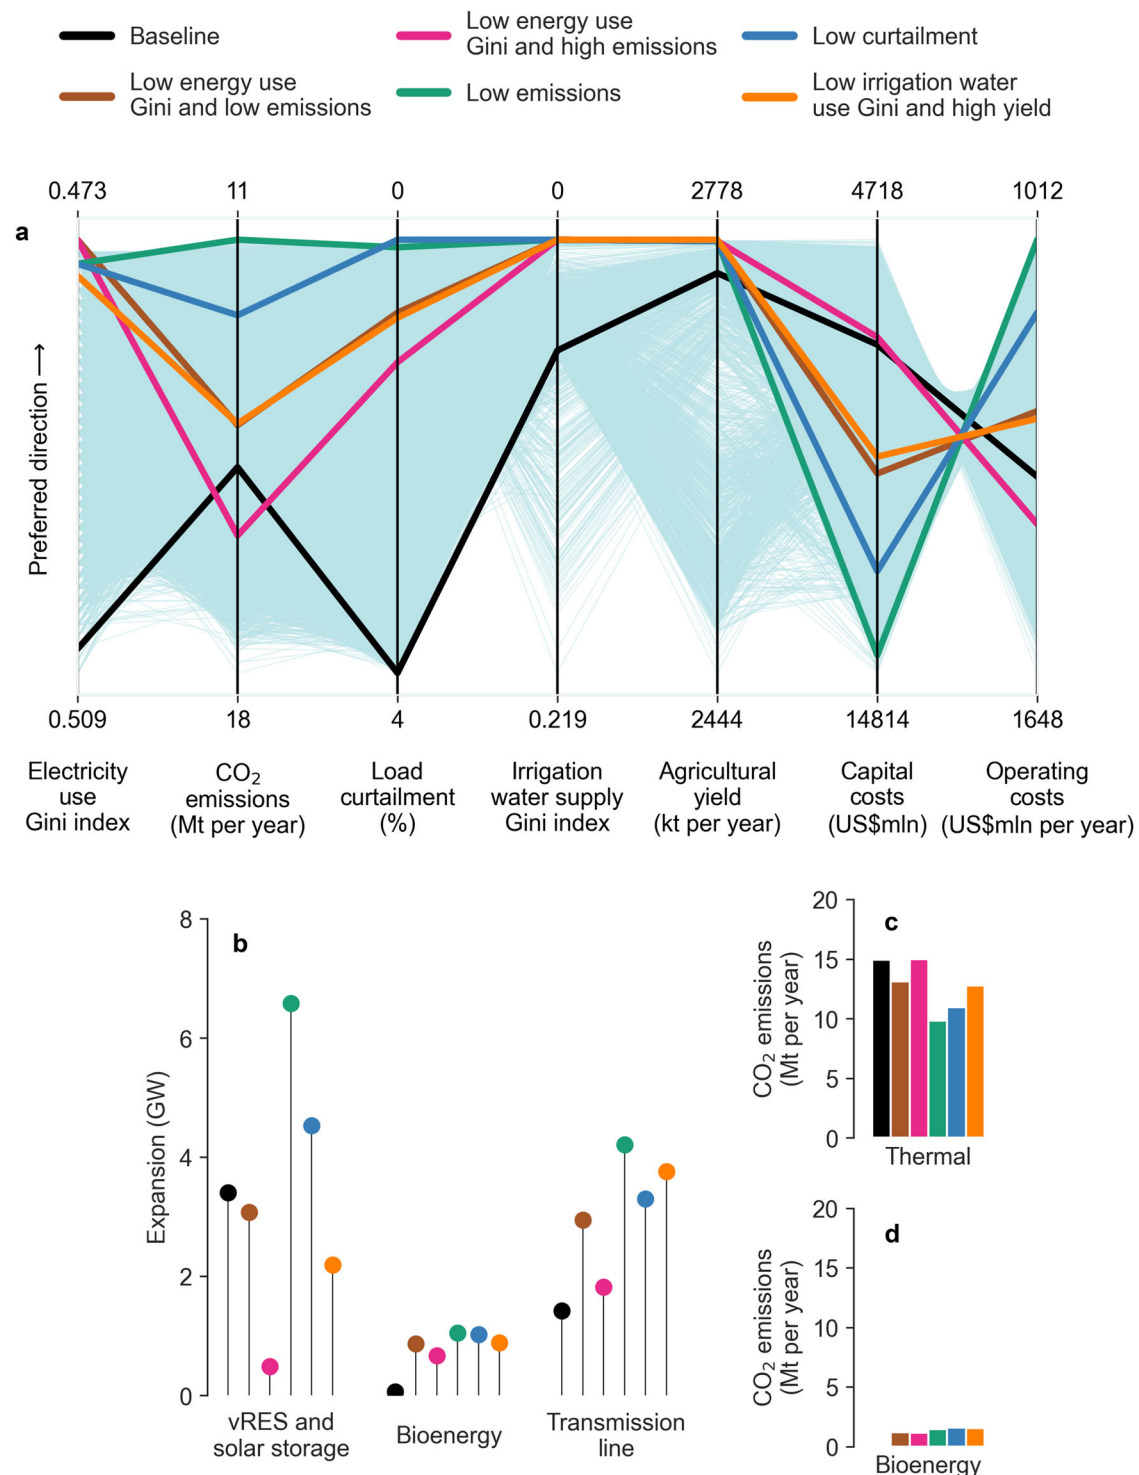 Baseline
Low energy use
Gini and high emissions
Low curtailment
Low energy use
Gini and low emissions
Low emissions
Low irrigation water
use Gini and high yield
0.473 11 0 0 2778 4718 1012
a
Preferred direction →
0.509 18 4 0.219 2444 14814 1648
Electricity
use
Gini index
CO₂
emissions
(Mt per year)
Load
curtailment
(%)
Irrigation
water supply
Gini index
Agricultural
yield
(kt per year)
Capital
costs
(US$mln)
Operating
costs
(US$mln per year)
b
Expansion (GW)
8
6
4
2
0
vRES and
solar storage
Bioenergy
Transmission
line
c
CO₂ emissions
(Mt per year)
20
15
10
5
0
Thermal
d
CO₂ emissions
(Mt per year)
20
15
10
5
0
Bioenergy